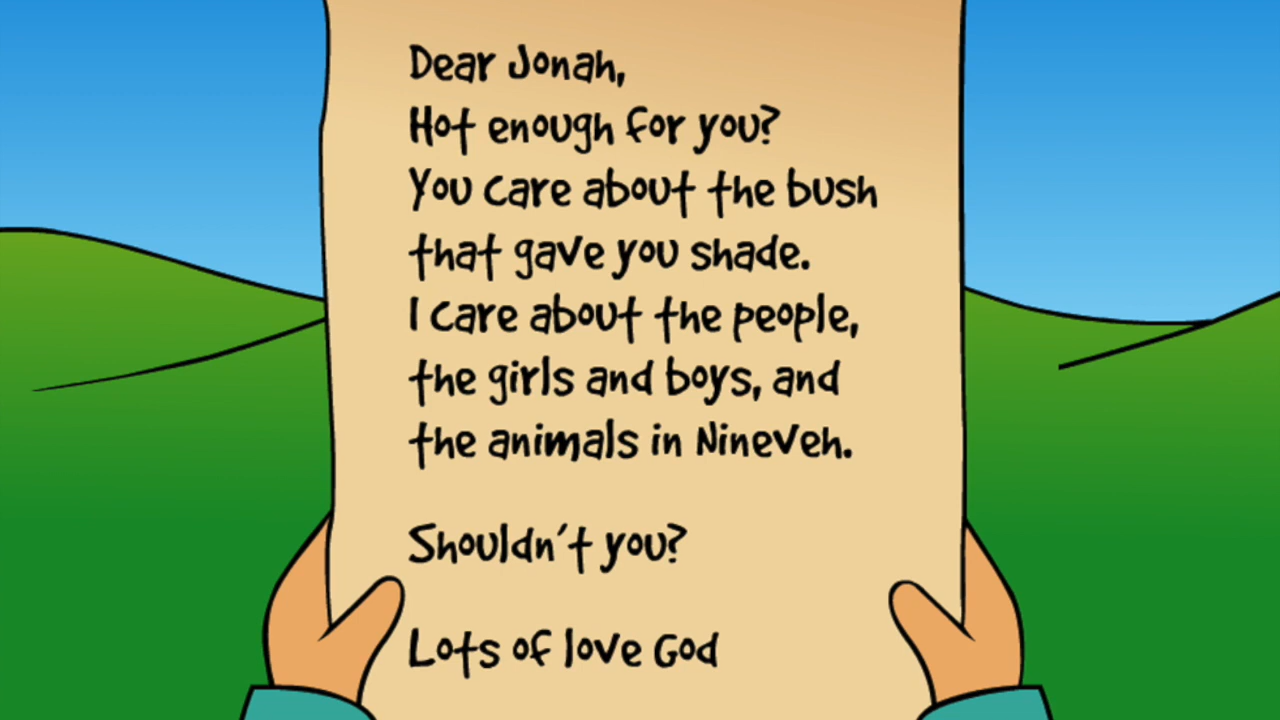 Dear Jonah,
Hot enough for you?
You care about the bush
that gave you shade.
I care about the people,
the girls and boys, and
the animals in Nineveh.
Shouldn't you?
Lots of love God